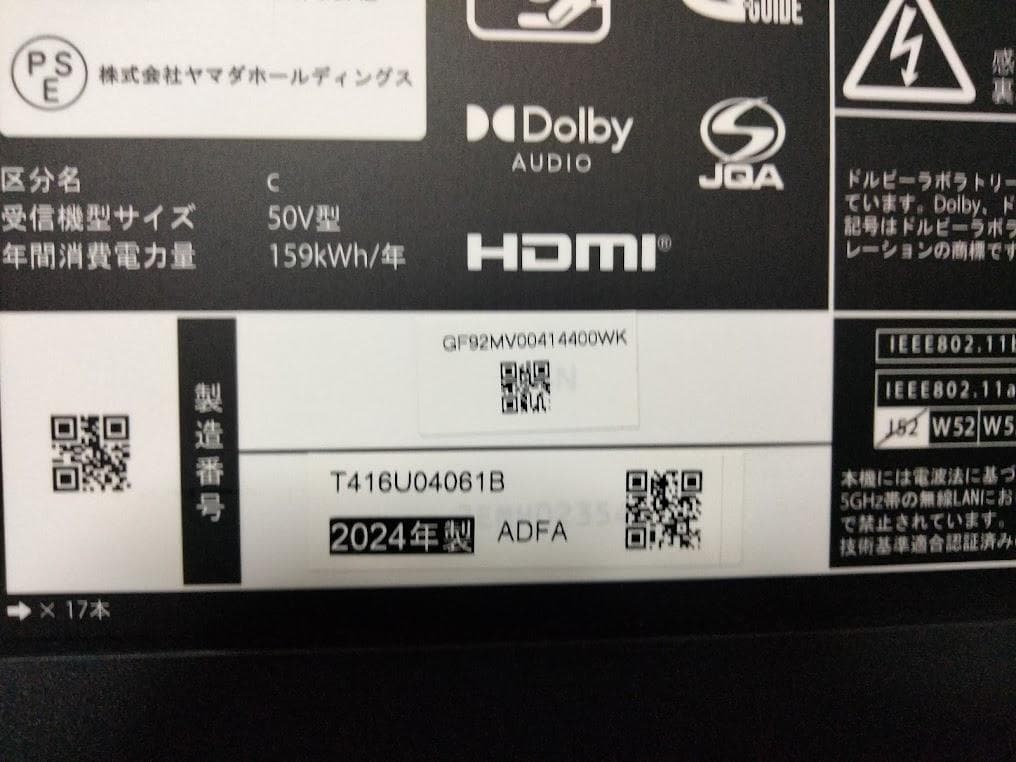 GUIDE
PSE
株式会社ヤマダホールディングス
Dolby
AUDIO
JQA
区分名 C
受信機型サイズ 50V型
年間消費電力量 159kWh/年
HDMI®
感
裏
ドルビーラボラトリー
ています。Dolby、ド
記号はドルビーラボラ
レーションの商標です
製造番号
GF92MV00414400WK
T416U04061B
2024年製 ADFA
IEEE802.11b
IEEE802.11a
J52 W52 W5
本機には電波法に基づ
5GHz帯の無線LANにお
で禁止されています。
技術基準適合認証済み
➡× 17本